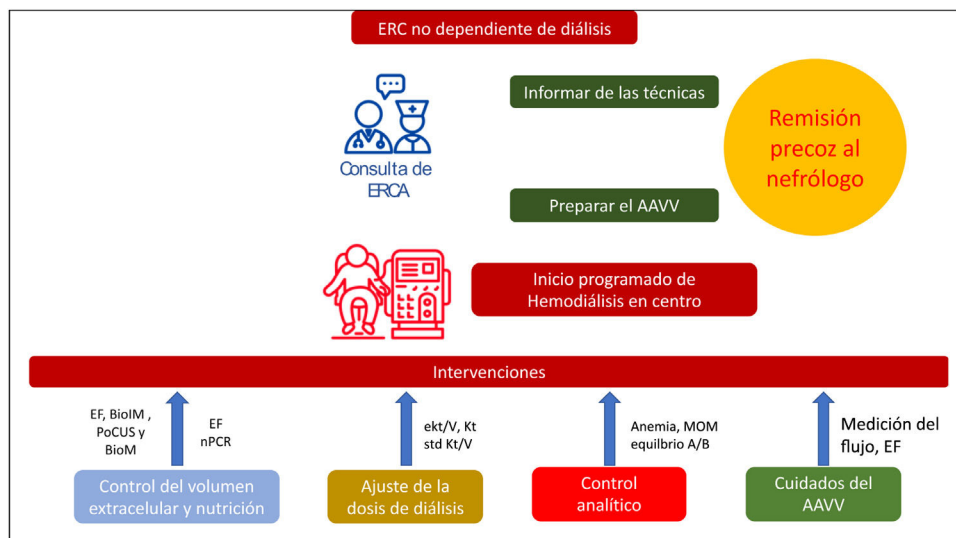 ERC no dependiente de diálisis
Informar de las técnicas
Remisión
precoz al
nefrólogo
Consulta de
ERCA
Preparar el AAVV
Inicio programado de
Hemodiálisis en centro
Intervenciones
EF, BioIM ,
PoCUS y
BioM
EF
nPCR
ekt/V, Kt
std Kt/V
Anemia, MOM
equilbrio A/B
Medición del
flujo, EF
Control del volumen
extracelular y nutrición
Ajuste de la
dosis de diálisis
Control
analítico
Cuidados del
AAVV